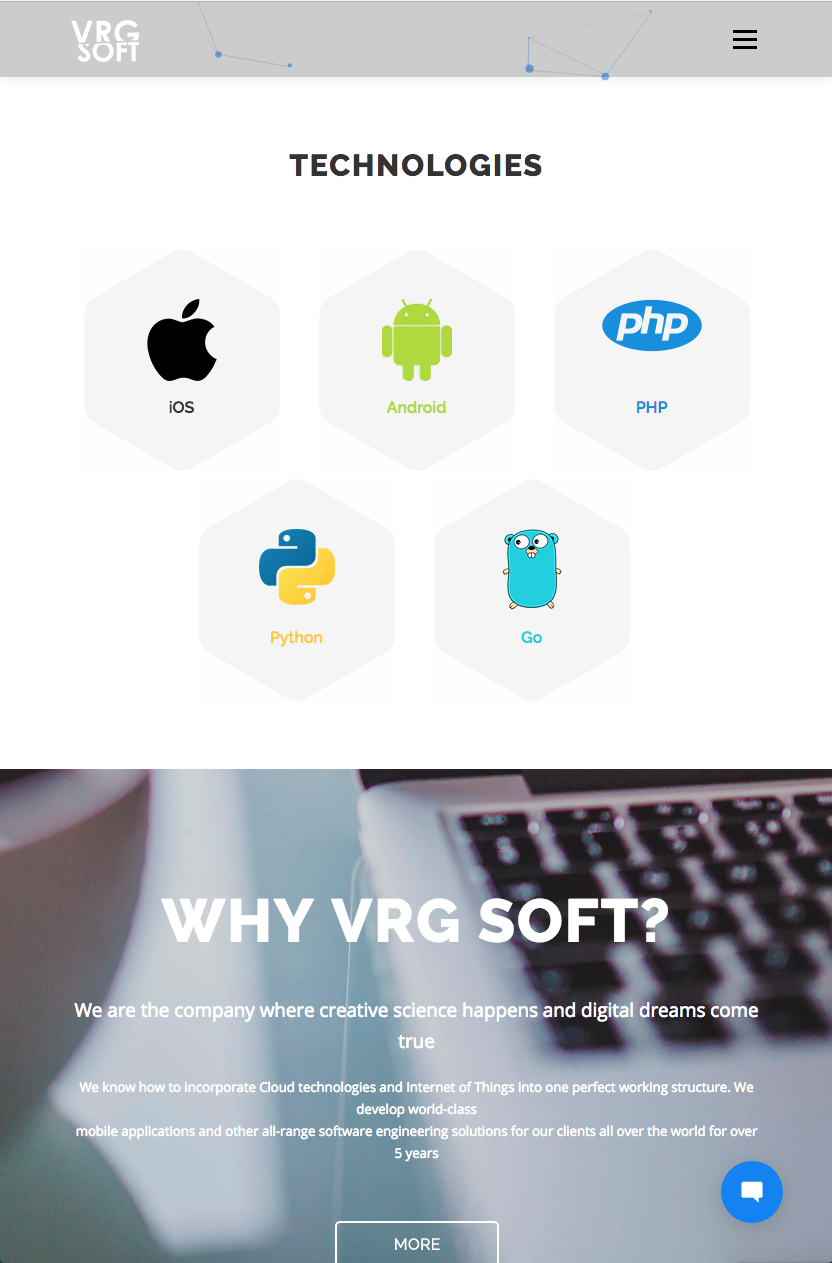 VRG
SOFT
TECHNOLOGIES
iOS
Android
php
PHP
Python
Go
WHY VRG SOFT?
We are the company where creative science happens and digital dreams come
true
We know how to incorporate Cloud technologies and Internet of Things into one perfect working structure. We
develop world-class
mobile applications and other all-range software engineering solutions for our clients all over the world for over
5 years
MORE